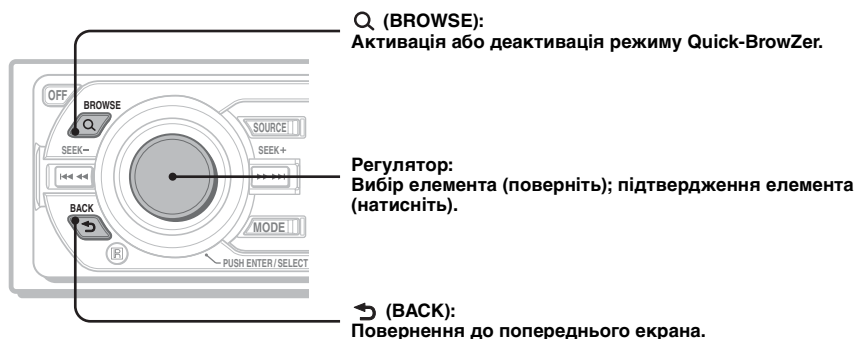 (BROWSE):
Активація або деактивація режиму Quick-BrowZer.
OFF
BROWSE
SOURCE
SEEK–
SEEK+
Регулятор:
Вибір елемента (поверніть); підтвердження елемента
(натисніть).
BACK
MODE
R
PUSH ENTER / SELECT
(BACK):
Повернення до попереднього екрана.